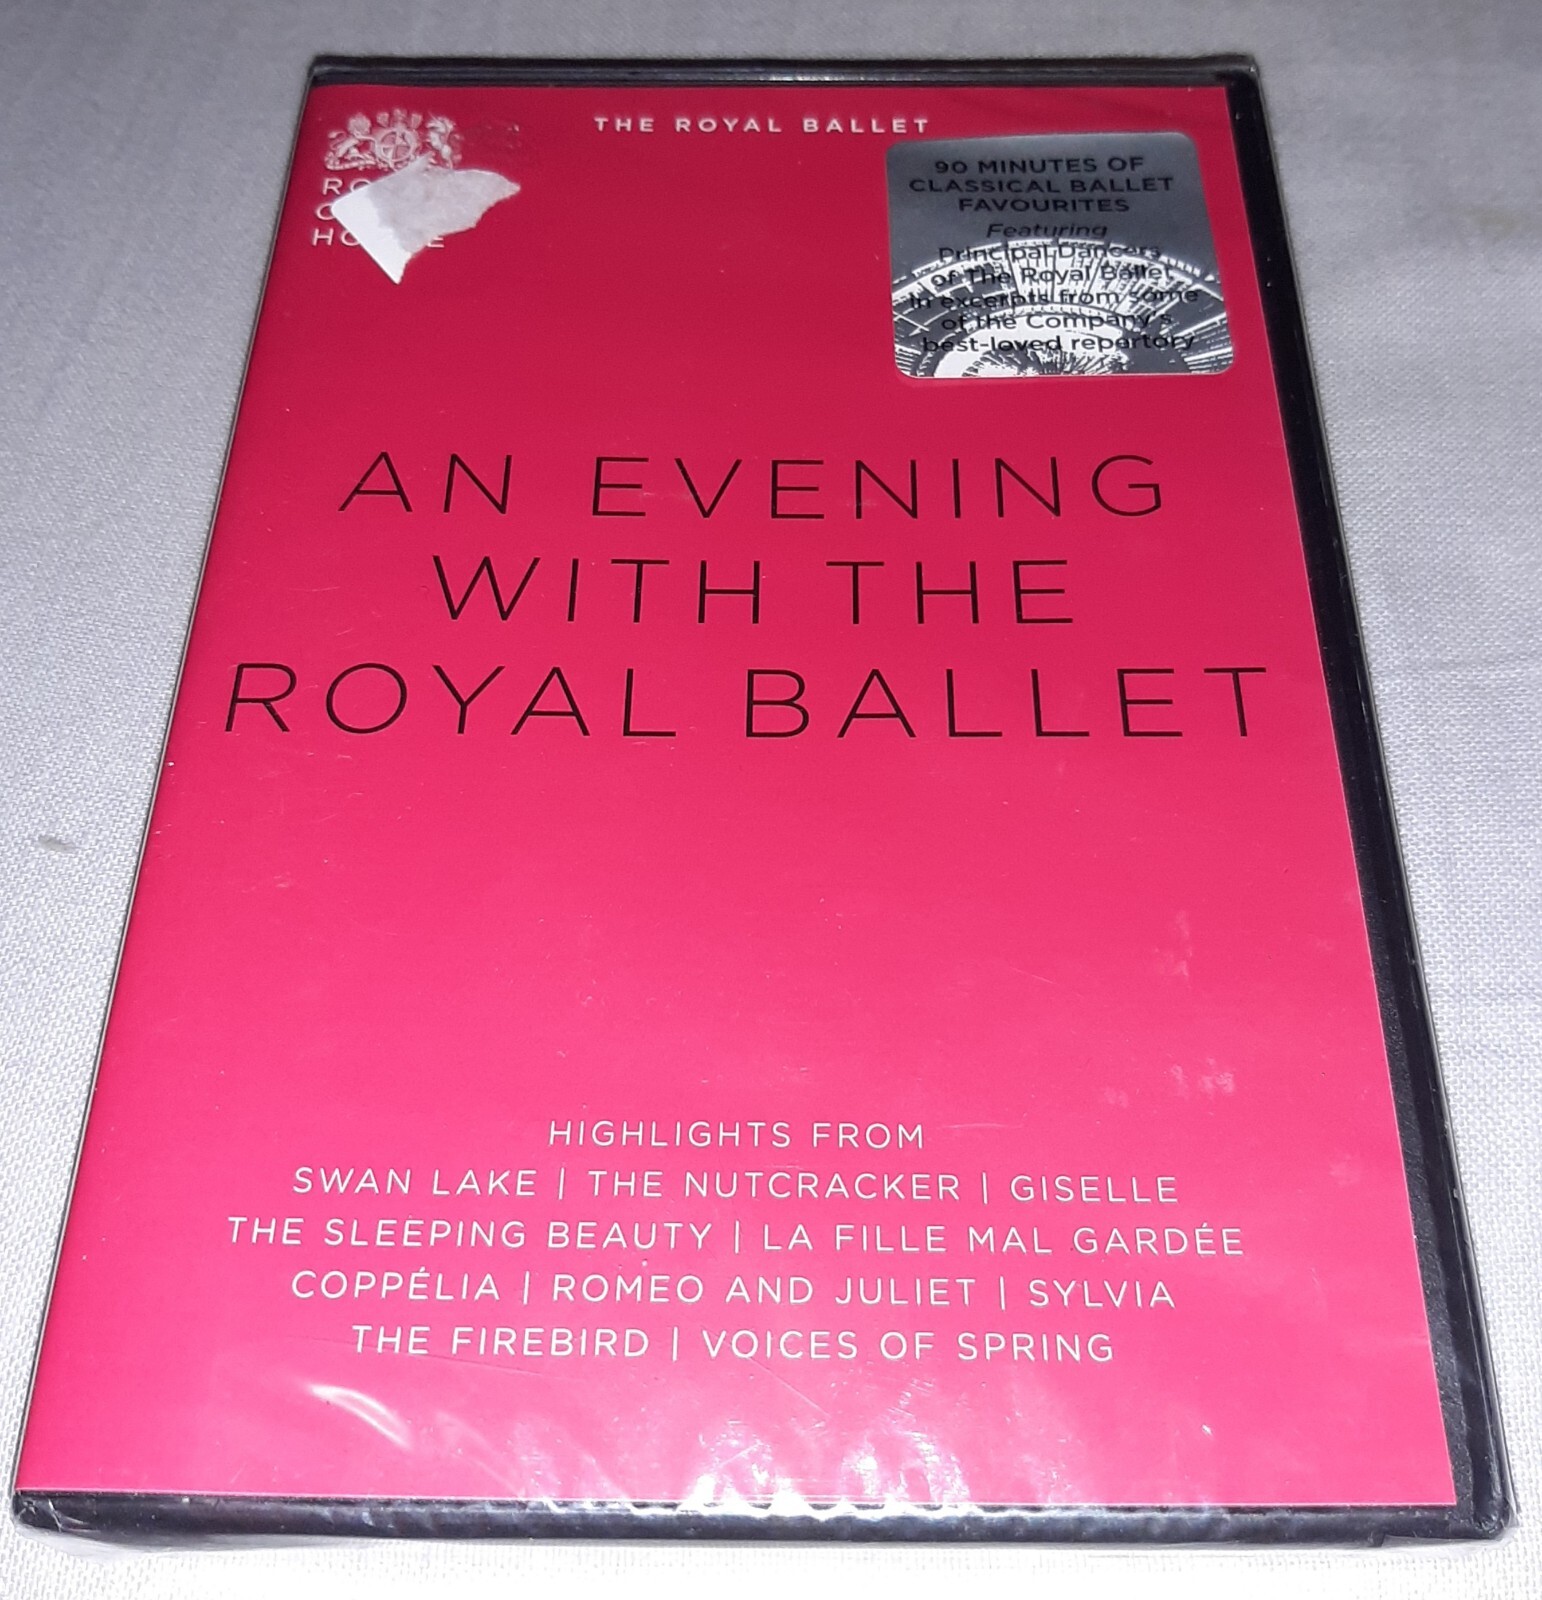 THE ROYAL BALLET
90 MINUTES OF
CLASSICAL BALLET
FAVOURITES
Featuring
Principal Dancers
of The Royal Ballet
In excerpts from some
of the Company's
best-loved repertory
AN EVENING
WITH THE
ROYAL BALLET
HIGHLIGHTS FROM
SWAN LAKE | THE NUTCRACKER | GISELLE
THE SLEEPING BEAUTY | LA FILLE MAL GARDÉE
COPPÉLIA | ROMEO AND JULIET | SYLVIA
THE FIREBIRD | VOICES OF SPRING